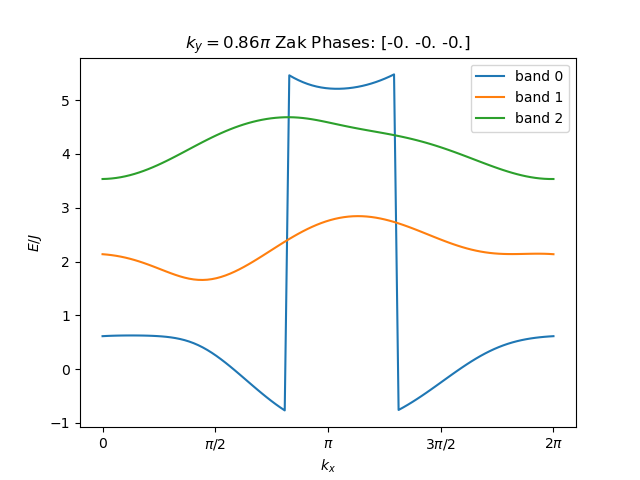 $k_y = 0.86\pi$ Zak Phases: [-0. -0. -0.]
band 0
band 1
band 2
E/J
5
4
3
2
1
0
−1
0
π/2
π
3π/2
2π
$k_x$